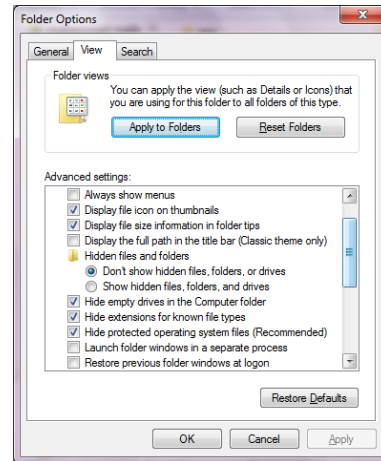 Folder Options
General View Search
Folder views
You can apply the view (such as Details or Icons) that
you are using for this folder to all folders of this type.
Apply to Folders Reset Folders
Advanced settings:
Always show menus
Display file icon on thumbnails
Display file size information in folder tips
Display the full path in the title bar (Classic theme only)
Hidden files and folders
Don't show hidden files, folders, or drives
Show hidden files, folders, and drives
Hide empty drives in the Computer folder
Hide extensions for known file types
Hide protected operating system files (Recommended)
Launch folder windows in a separate process
Restore previous folder windows at logon
Restore Defaults
OK Cancel Apply